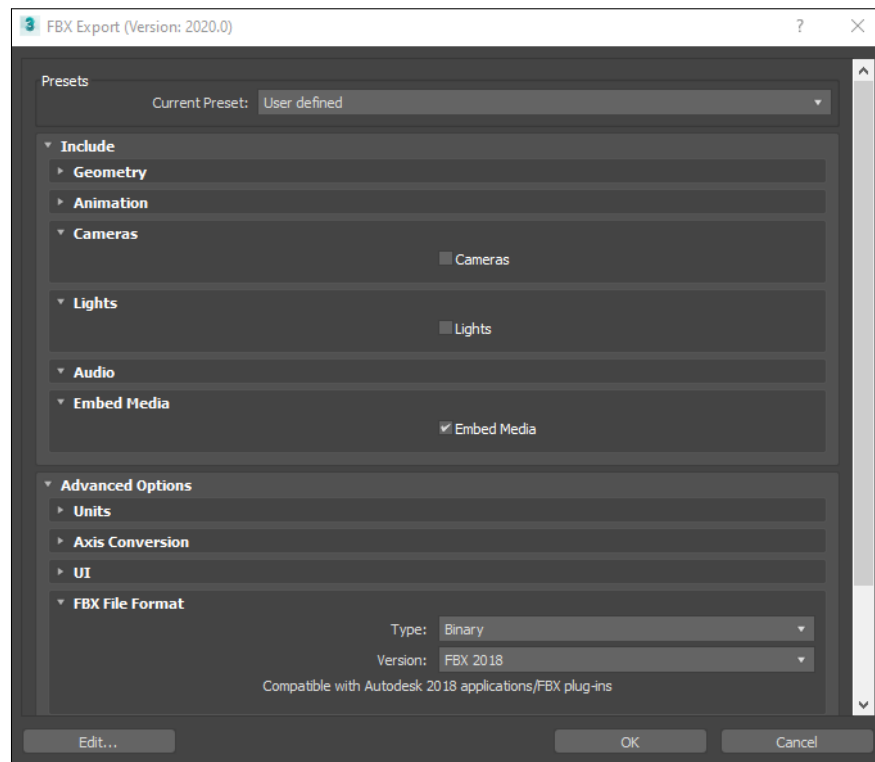 3 FBX Export (Version: 2020.0) ?
Presets
Current Preset: User defined
Include
Geometry
Animation
Cameras
Cameras
Lights
Lights
Audio
Embed Media
Embed Media
Advanced Options
Units
Axis Conversion
UI
FBX File Format
Type: Binary
Version: FBX 2018
Compatible with Autodesk 2018 applications/FBX plug-ins
Edit... OK Cancel